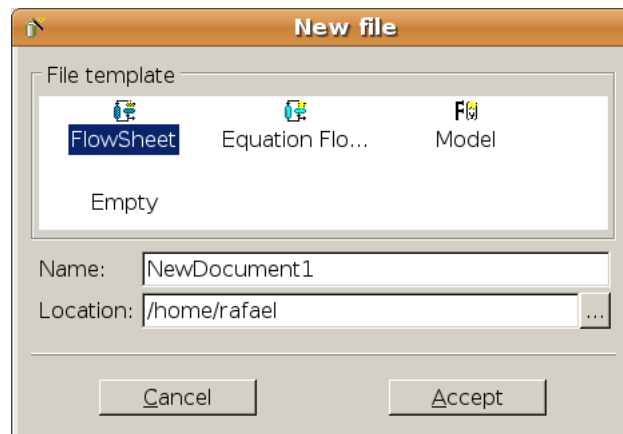 New file
File template
FlowSheet Equation Flo... Model
Empty
Name: NewDocument1
Location: /home/rafael ...
Cancel Accept